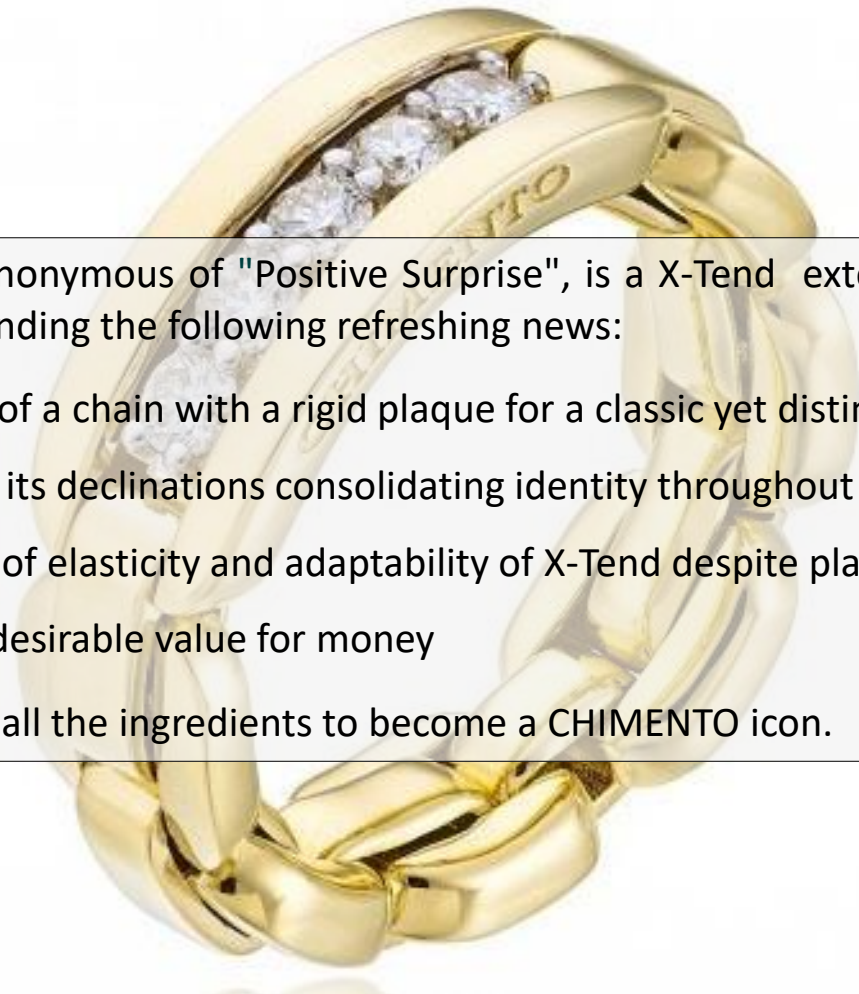 CHIMENTO
nonymous of "Positive Surprise", is a X-Tend exte
nding the following refreshing news:
of a chain with a rigid plaque for a classic yet distin
its declinations consolidating identity throughout
of elasticity and adaptability of X-Tend despite pla
desirable value for money
all the ingredients to become a CHIMENTO icon.